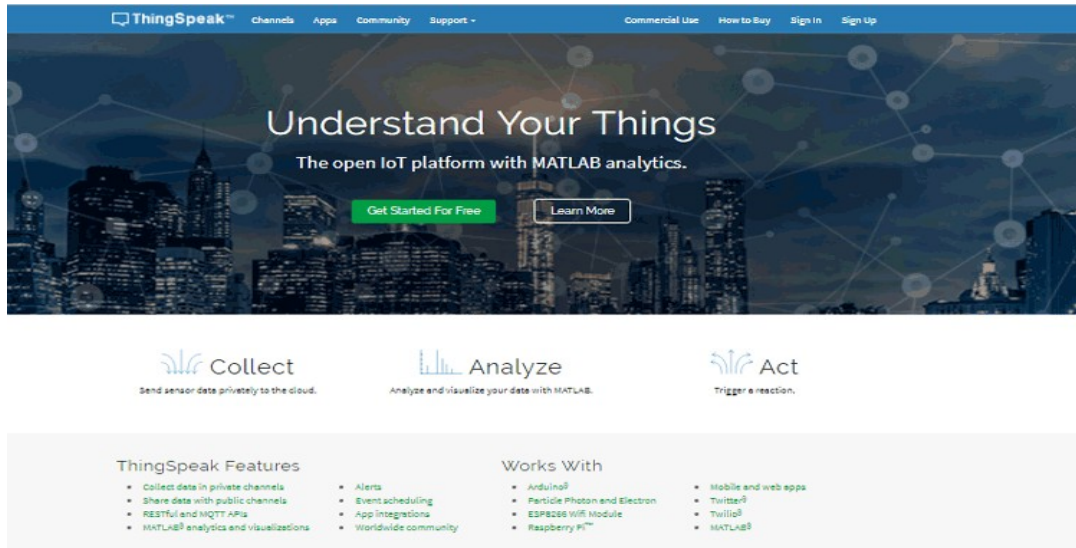 ThingSpeak™ Channels Apps Community Support Commercial Use How to Buy Sign In Sign Up
Understand Your Things
The open IoT platform with MATLAB analytics.
Get Started For Free Learn More
Collect Analyze Act
Send sensor data privately to the cloud. Analyze and visualize your data with MATLAB. Trigger a reaction.
ThingSpeak Features Works With
Collect data in private channels Alerts Arduino® Mobile and web apps
Share data with public channels Event scheduling Particle Photon and Electron Twitter®
RESTful and MQTT APIs App integrations ESP8266 Wifi Module Twilio®
MATLAB® analytics and visualizations Worldwide community Raspberry Pi™ MATLAB®